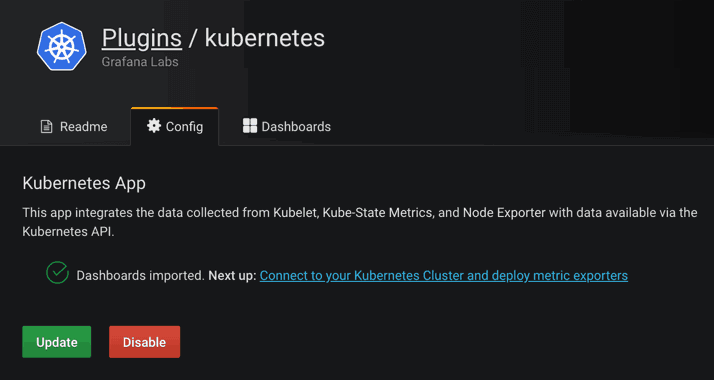 Plugins / kubernetes
Grafana Labs
Readme
Config
Dashboards
Kubernetes App
This app integrates the data collected from Kubelet, Kube-State Metrics, and Node Exporter with data available via the
Kubernetes API.
Dashboards imported. Next up: Connect to your Kubernetes Cluster and deploy metric exporters
Update
Disable